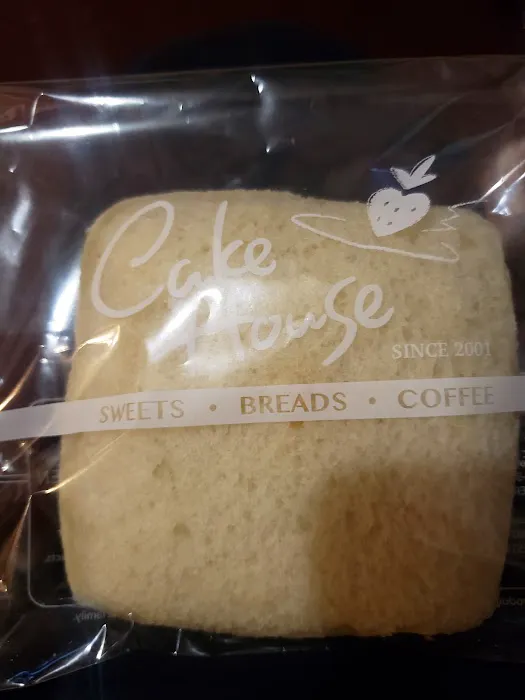 Cake
House
SINCE 2001
SWEETS • BREADS • COFFEE